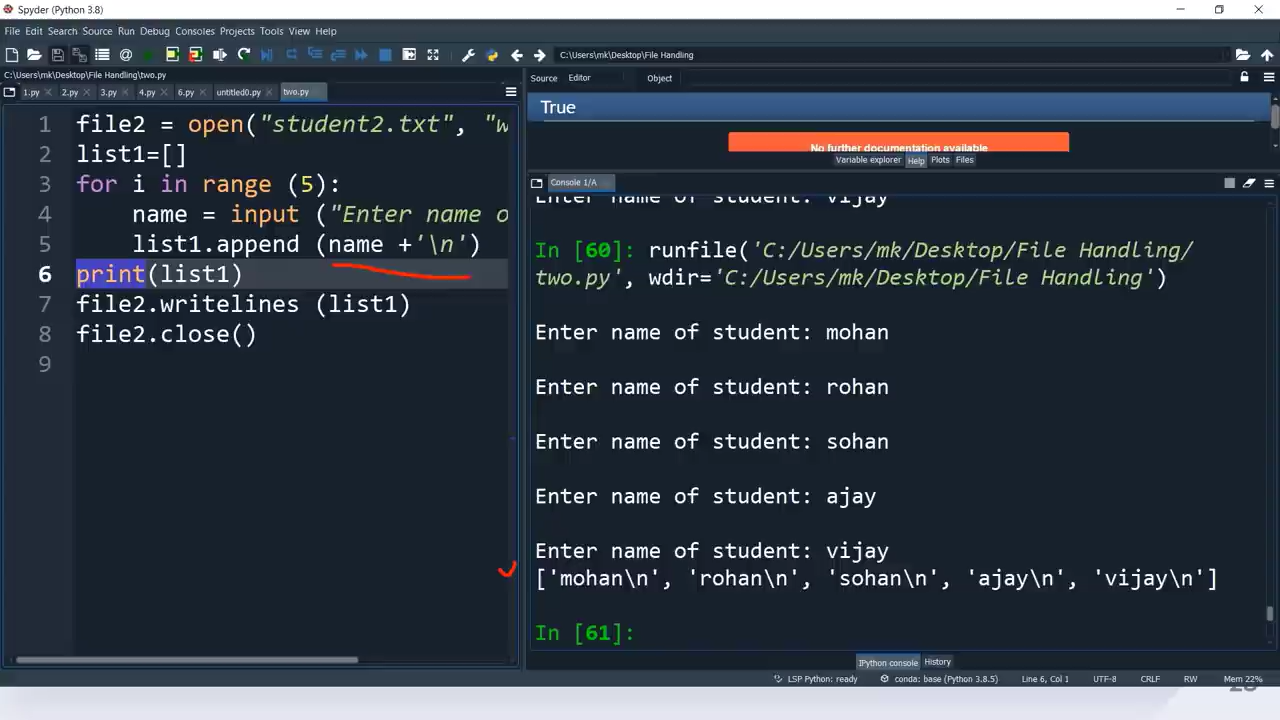 Spyder (Python 3.8)
File Edit Search Source Run Debug Consoles Projects Tools View Help
C:\Users\mk\Desktop\File Handling
C:\Users\mk\Desktop\File Handling\two.py
1.py 2.py 3.py 4.py 6.py untitled0.py two.py
1 file2 = open("student2.txt", "w
2 list1=[]
3 for i in range (5):
4 name = input ("Enter name o
5 list1.append (name +'\n')
6 print(list1)
7 file2.writelines (list1)
8 file2.close()
9
Source Editor Object
True
No further documentation available
Variable explorer Help Plots Files
Console 1/A
Enter name of student: vijay
In [60]: runfile('C:/Users/mk/Desktop/File Handling/
two.py', wdir='C:/Users/mk/Desktop/File Handling')
Enter name of student: mohan
Enter name of student: rohan
Enter name of student: sohan
Enter name of student: ajay
Enter name of student: vijay
['mohan\n', 'rohan\n', 'sohan\n', 'ajay\n', 'vijay\n']
In [61]:
IPython console History
LSP Python: ready conda: base (Python 3.8.5) Line 6, Col 1 UTF-8 CRLF RW Mem 22%